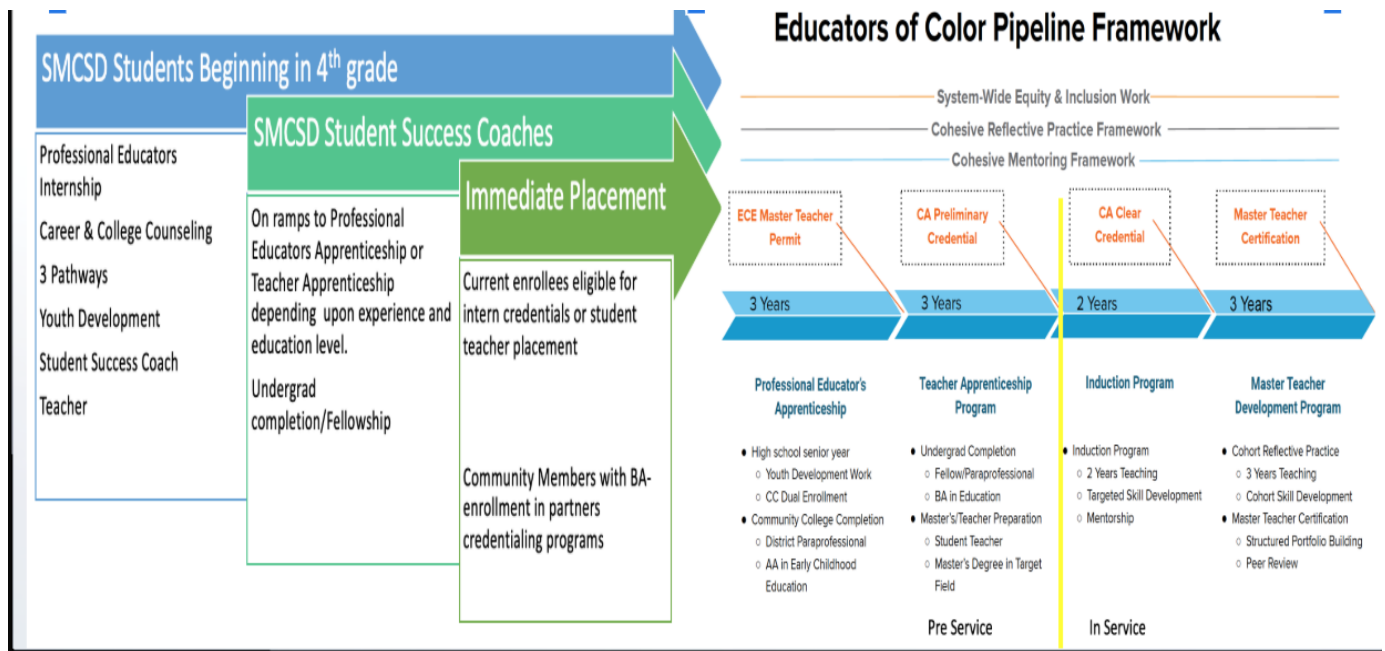 SMCSD Students Beginning in 4th grade
Professional Educators
Internship
Career & College Counseling
3 Pathways
Youth Development
Student Success Coach
Teacher
SMCSD Student Success Coaches
On ramps to Professional
Educators Apprenticeship or
Teacher Apprenticeship
depending upon experience and
education level.
Undergrad
completion/Fellowship
Immediate Placement
Current enrollees eligible for
intern credentials or student
teacher placement
Community Members with BA-
enrollment in partners
credentialing programs
Educators of Color Pipeline Framework
System-Wide Equity & Inclusion Work
Cohesive Reflective Practice Framework
Cohesive Mentoring Framework
ECE Master Teacher
Permit
CA Preliminary
Credential
CA Clear
Credential
Master Teacher
Certification
3 Years
3 Years
2 Years
3 Years
Professional Educator's
Apprenticeship
• High school senior year
○ Youth Development Work
○ CC Dual Enrollment
• Community College Completion
○ District Paraprofessional
○ AA in Early Childhood
Education
Teacher Apprenticeship
Program
• Undergrad Completion
○ Fellow/Paraprofessional
○ BA in Education
• Master's/Teacher Preparation
○ Student Teacher
○ Master's Degree in Target
Field
Induction Program
• Induction Program
○ 2 Years Teaching
○ Targeted Skill Development
○ Mentorship
Master Teacher
Development Program
• Cohort Reflective Practice
○ 3 Years Teaching
○ Cohort Skill Development
• Master Teacher Certification
○ Structured Portfolio Building
○ Peer Review
Pre Service
In Service